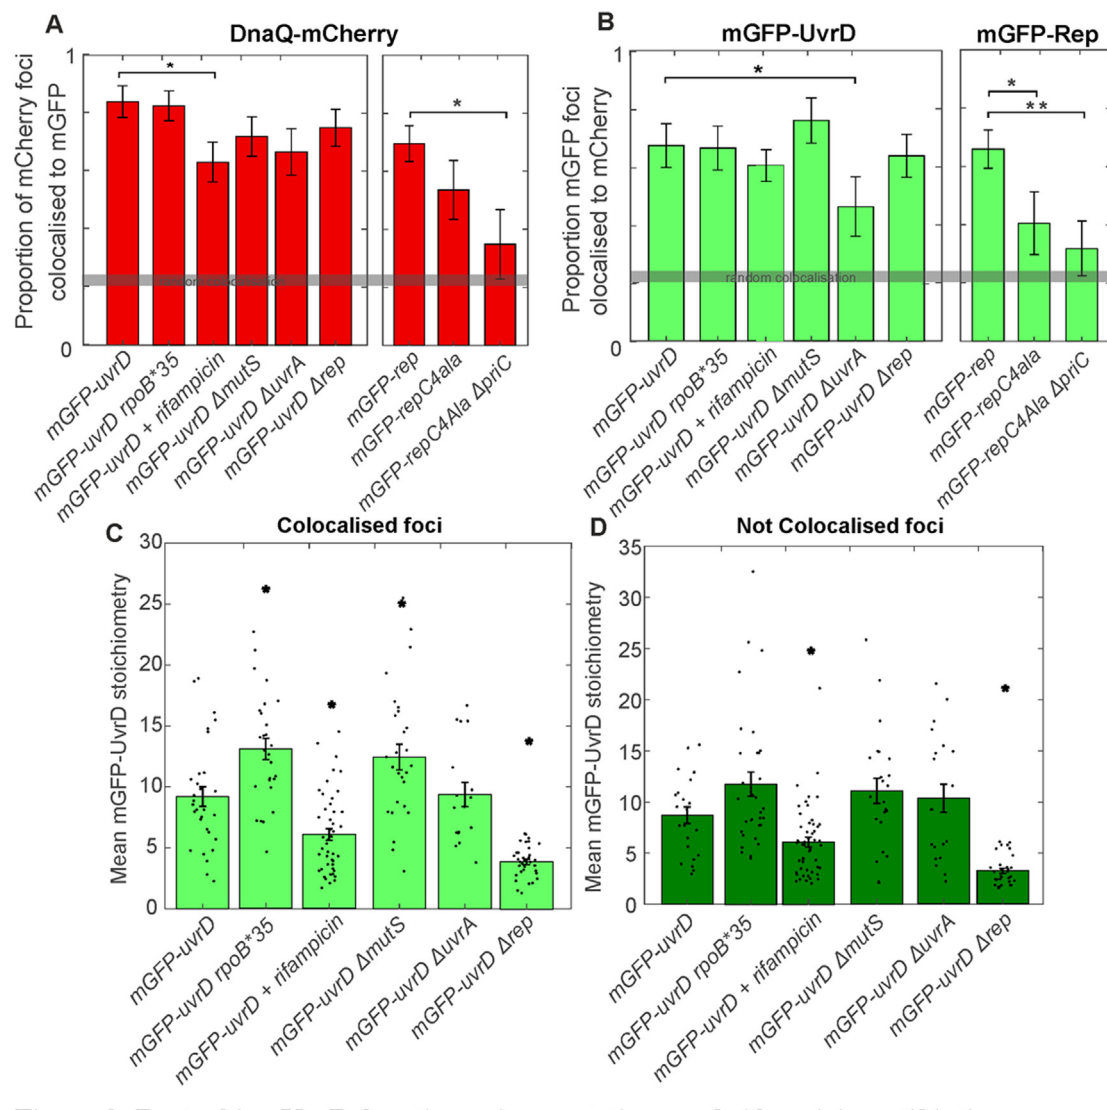 A
DnaQ-mCherry
Proportion of mCherry foci
colocalised to mGFP
1
0
*
*
mGFP-uvrD
mGFP-uvrD rpoB*35
mGFP-uvrD + rifampicin
mGFP-uvrD ΔmutS
mGFP-uvrD ΔuvrA
mGFP-uvrD Δrep
mGFP-rep
mGFP-repC4ala
mGFP-repC4Ala ΔpriC
B
mGFP-UvrD
mGFP-Rep
Proportion mGFP foci
olocalised to mCherry
1
0
*
*
**
random colocalisation
mGFP-uvrD
mGFP-uvrD rpoB*35
mGFP-uvrD + rifampicin
mGFP-uvrD ΔmutS
mGFP-uvrD ΔuvrA
mGFP-uvrD Δrep
mGFP-rep
mGFP-repC4ala
mGFP-repC4Ala ΔpriC
C
Colocalised foci
Mean mGFP-UvrD stoichiometry
30
25
20
15
10
5
0
*
*
*
*
mGFP-uvrD
mGFP-uvrD rpoB*35
mGFP-uvrD + rifampicin
mGFP-uvrD ΔmutS
mGFP-uvrD ΔuvrA
mGFP-uvrD Δrep
D
Not Colocalised foci
Mean mGFP-UvrD stoichiometry
35
30
25
20
15
10
5
0
*
*
mGFP-uvrD
mGFP-uvrD rpoB*35
mGFP-uvrD + rifampicin
mGFP-uvrD ΔmutS
mGFP-uvrD ΔuvrA
mGFP-uvrD Δrep